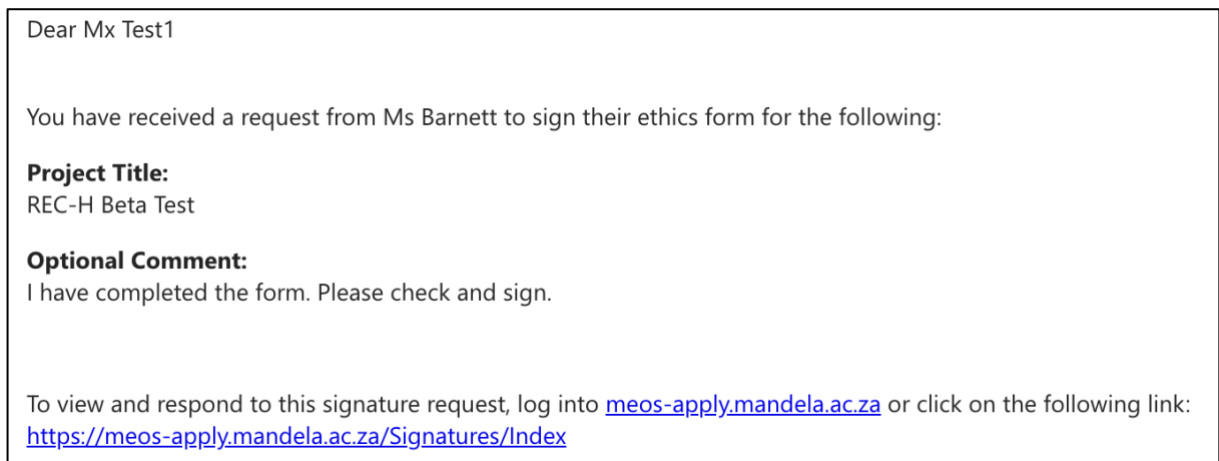 Dear Mx Test1
You have received a request from Ms Barnett to sign their ethics form for the following:
Project Title:
REC-H Beta Test
Optional Comment:
I have completed the form. Please check and sign.
To view and respond to this signature request, log into meos-apply.mandela.ac.za or click on the following link:
https://meos-apply.mandela.ac.za/Signatures/Index